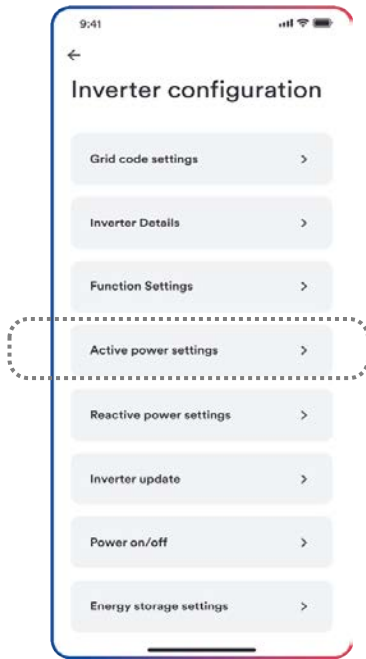 9:41
Inverter configuration
Grid code settings
Inverter Details
Function Settings
Active power settings
Reactive power settings
Inverter update
Power on/off
Energy storage settings